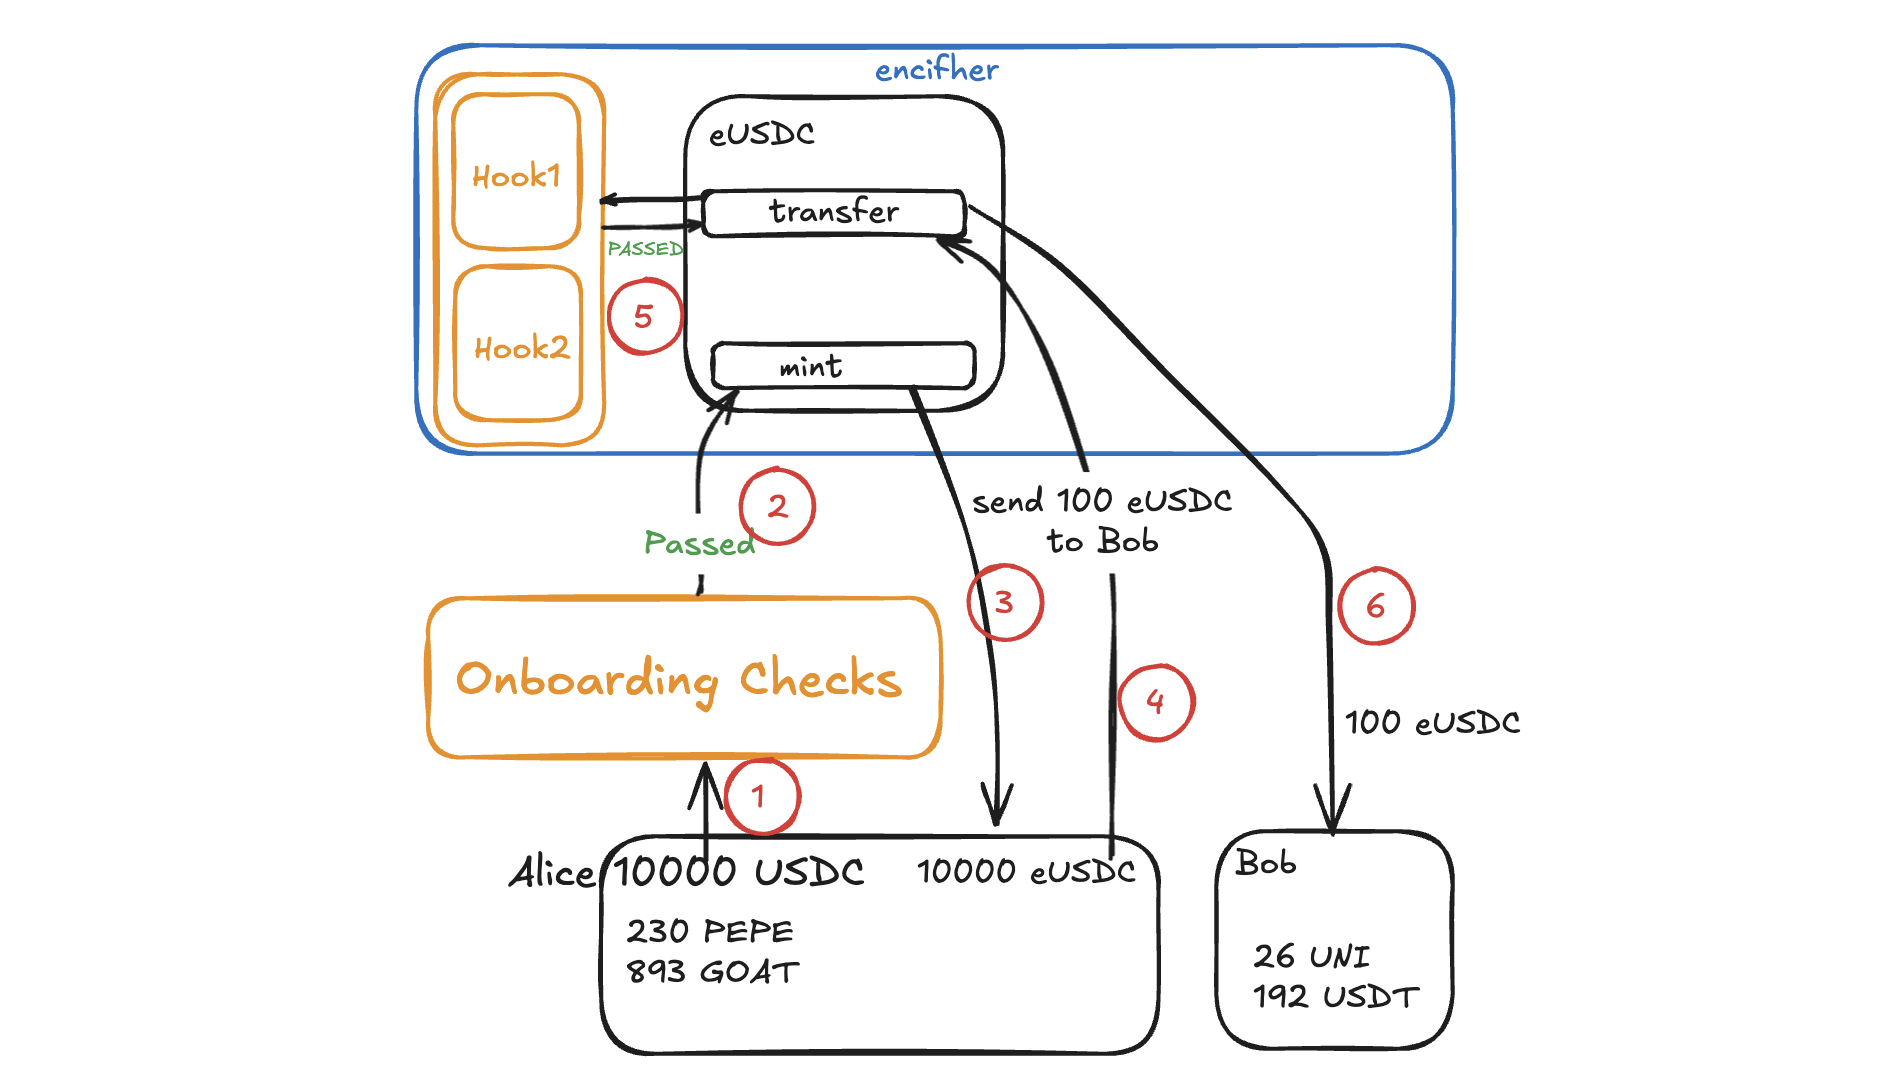 encifher
eUSDC
Hook1
transfer
PASSED
5
Hook2
mint
2
send 100 eUSDC
to Bob
Passed
3
6
Onboarding Checks
4
100 eUSDC
1
Alice
10000 USDC
10000 eUSDC
230 PEPE
893 GOAT
Bob
26 UNI
192 USDT